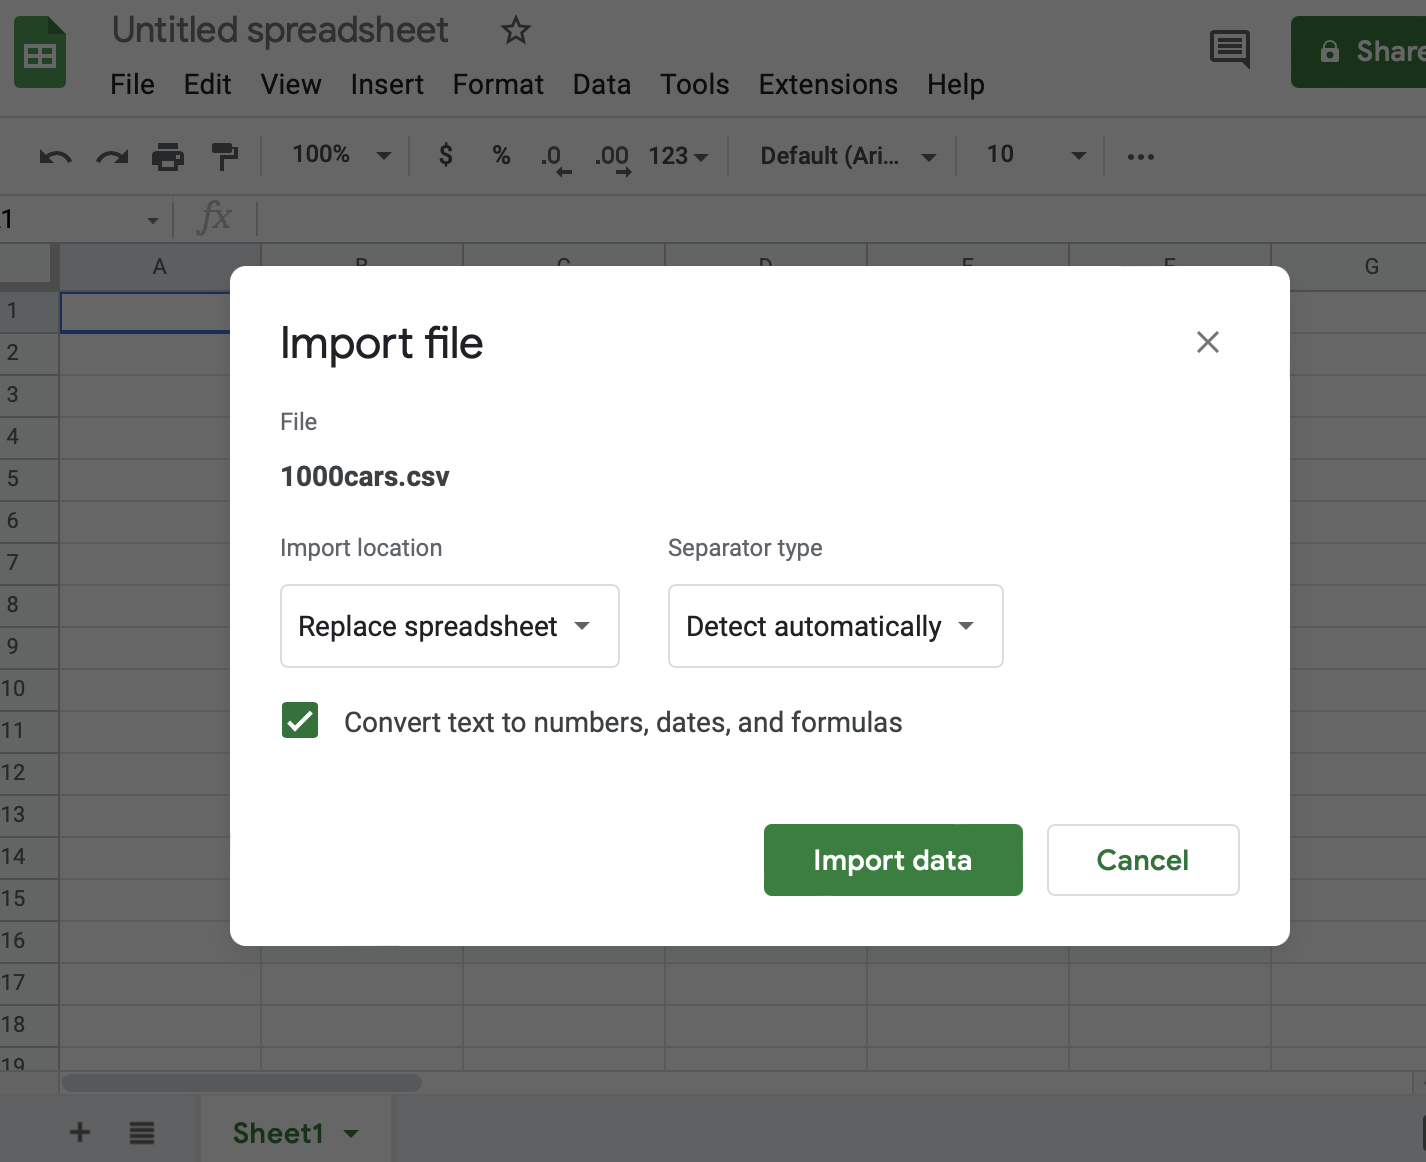 Untitled spreadsheet
Share
File Edit View Insert Format Data Tools Extensions Help
100% $ % .0 .00 123 Default (Ari... 10
1 fx
A B C D E F G
1
2
3
4
5
6
7
8
9
10
11
12
13
14
15
16
17
18
19
Import file
File
1000cars.csv
Import location Separator type
Replace spreadsheet Detect automatically
Convert text to numbers, dates, and formulas
Import data Cancel
Sheet1